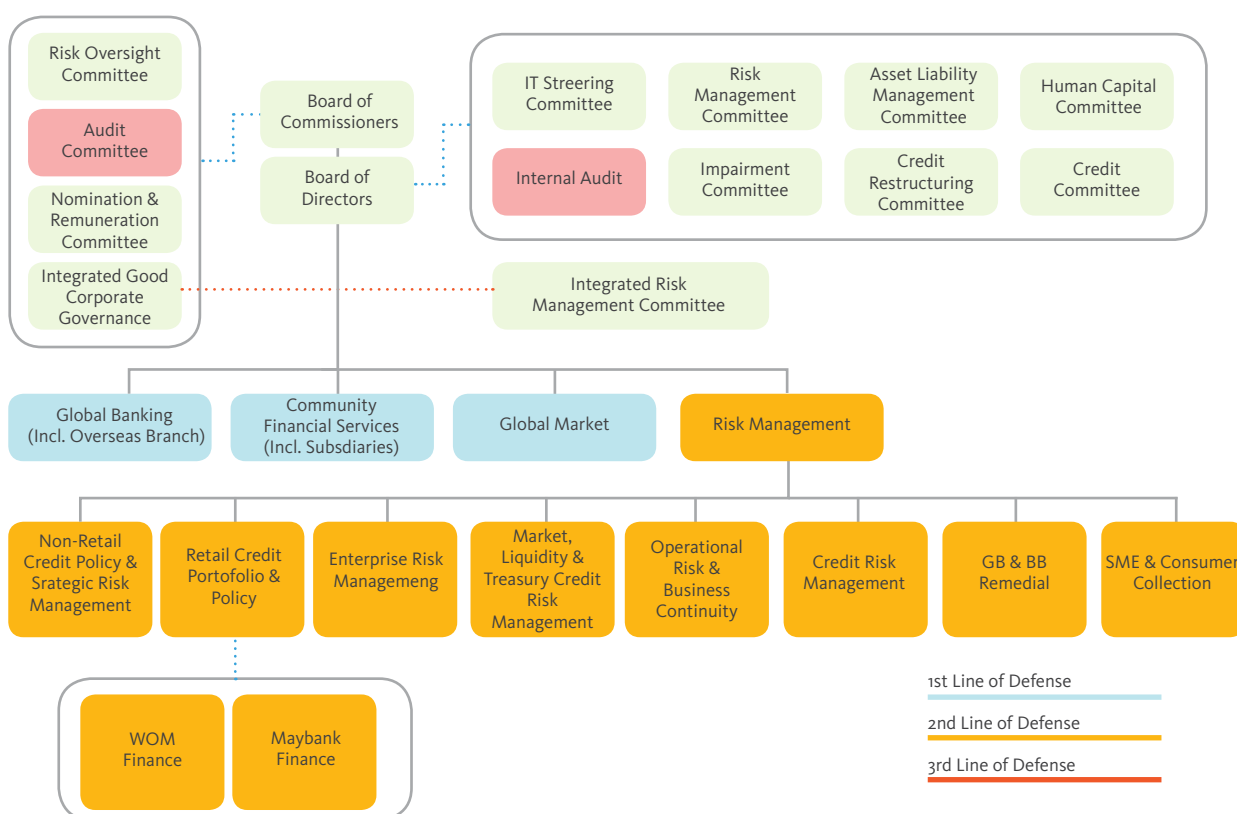 Risk Oversight
Committee
Audit
Committee
Nomination &
Remuneration
Committee
Integrated Good
Corporate
Governance
Board of
Commissioners
Board of
Directors
IT Streering
Committee
Risk
Management
Committee
Asset Liability
Management
Committee
Human Capital
Committee
Internal Audit
Impairment
Committee
Credit
Restructuring
Committee
Credit
Committee
Integrated Risk
Management Committee
Global Banking
(Incl. Overseas Branch)
Community
Financial Services
(Incl. Subsdiaries)
Global Market
Risk Management
Non-Retail
Credit Policy &
Srategic Risk
Management
Retail Credit
Portofolio &
Policy
Enterprise Risk
Managemeng
Market,
Liquidity &
Treasury Credit
Risk
Management
Operational
Risk &
Business
Continuity
Credit Risk
Management
GB & BB
Remedial
SME & Consumer
Collection
WOM
Finance
Maybank
Finance
1st Line of Defense
2nd Line of Defense
3rd Line of Defense